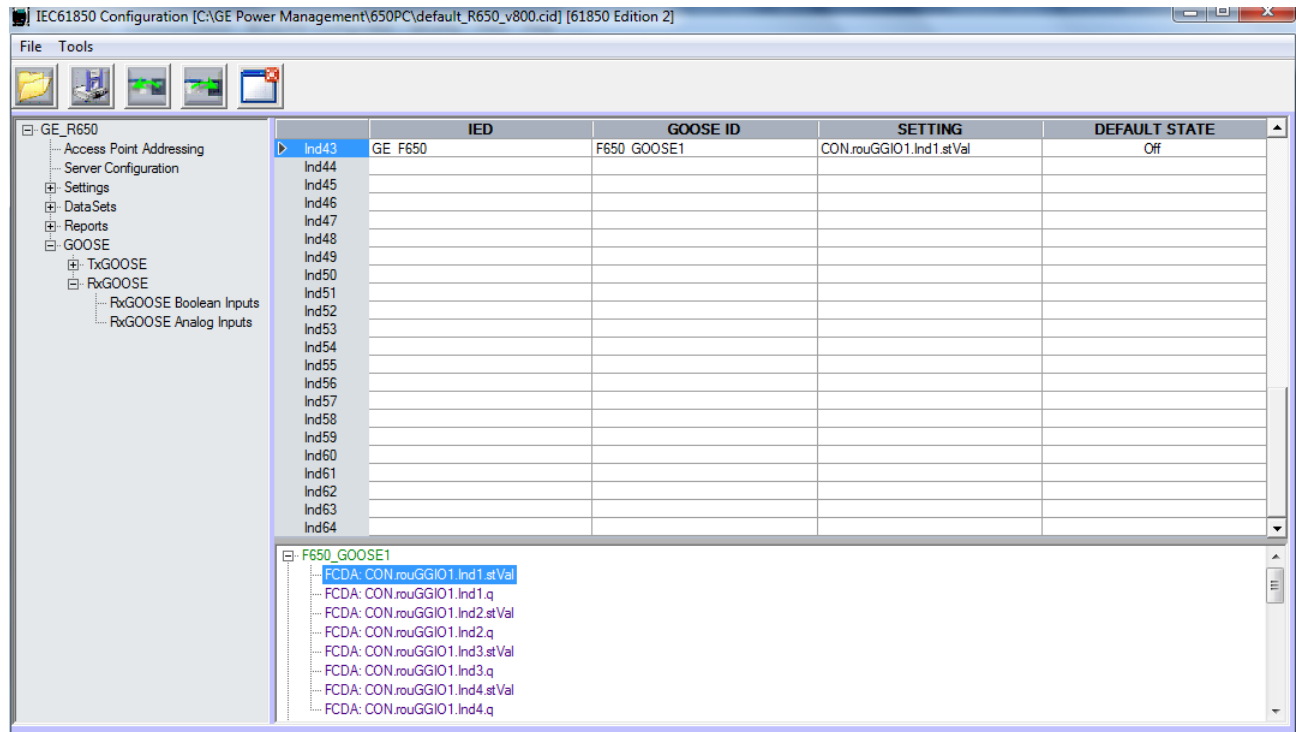 IEC61850 Configuration [C:\GE Power Management\650PC\default_R650_v800.cid] [61850 Edition 2]
File Tools
GE_R650
Access Point Addressing
Server Configuration
Settings
DataSets
Reports
GOOSE
TxGOOSE
RxGOOSE
RxGOOSE Boolean Inputs
RxGOOSE Analog Inputs
IED GOOSE ID SETTING DEFAULT STATE
Ind43 GE F650 F650 GOOSE1 CON.rouGGIO1.Ind1.stVal Off
Ind44
Ind45
Ind46
Ind47
Ind48
Ind49
Ind50
Ind51
Ind52
Ind53
Ind54
Ind55
Ind56
Ind57
Ind58
Ind59
Ind60
Ind61
Ind62
Ind63
Ind64
F650_GOOSE1
FCDA: CON.rouGGIO1.Ind1.stVal
FCDA: CON.rouGGIO1.Ind1.q
FCDA: CON.rouGGIO1.Ind2.stVal
FCDA: CON.rouGGIO1.Ind2.q
FCDA: CON.rouGGIO1.Ind3.stVal
FCDA: CON.rouGGIO1.Ind3.q
FCDA: CON.rouGGIO1.Ind4.stVal
FCDA: CON.rouGGIO1.Ind4.q